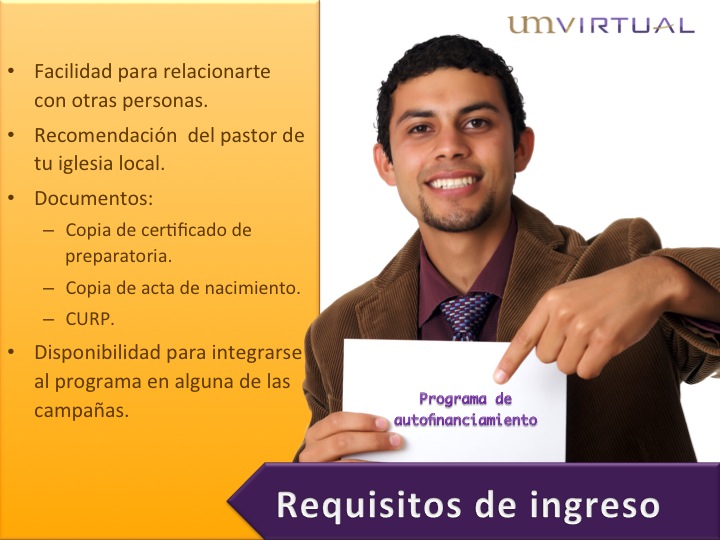 UMVIRTUAL
• Facilidad para relacionarte
con otras personas.
• Recomendación del pastor de
tu iglesia local.
• Documentos:
– Copia de certificado de
preparatoria.
– Copia de acta de nacimiento.
– CURP.
• Disponibilidad para integrarse
al programa en alguna de las
campañas.
Programa de
autofinanciamiento
Requisitos de ingreso